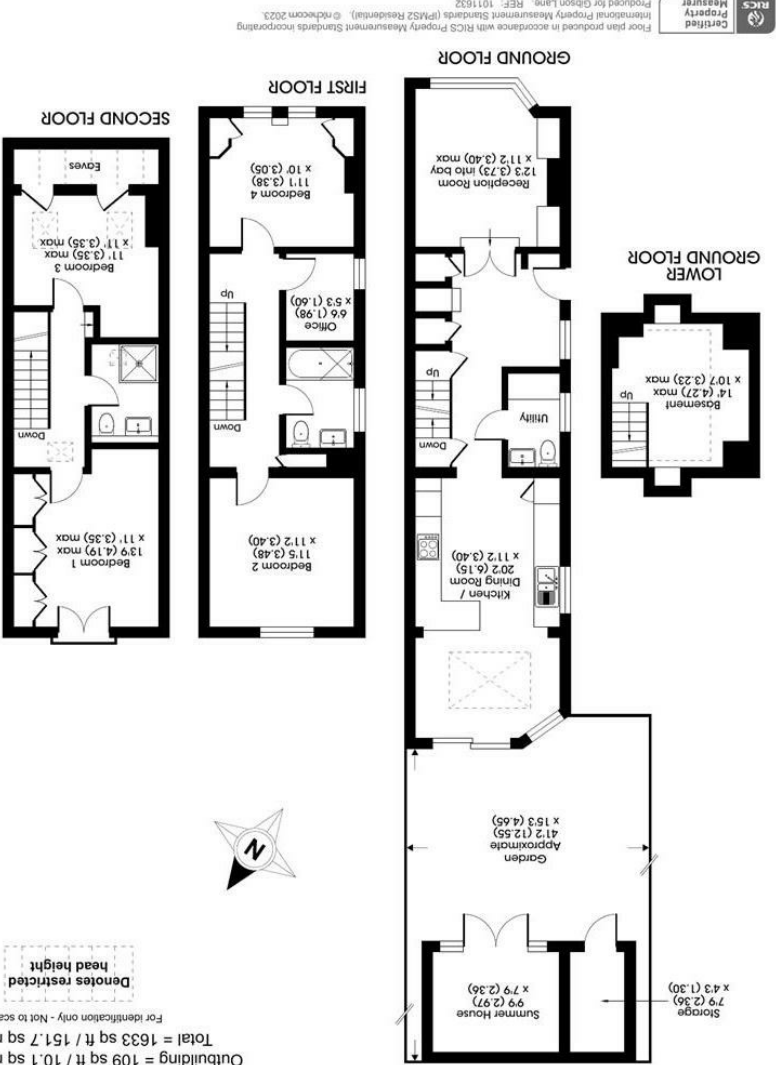 Outbuilding = 109 sq ft / 10.1 sq m
Total = 1633 sq ft / 151.7 sq m
For identification only - Not to sca
Denotes restricted
head height
Storage
7'9 (2.36)
x 4'3 (1.30)
Summer House
9'9 (2.97)
x 7'9 (2.36)
Garden
Approximate
41'2 (12.55)
x 15'3 (4.65)
N
Kitchen /
Dining Room
20'2 (6.15)
x 11'2 (3.40)
Utility
Down
Up
Reception Room
12'3 (3.73) into bay
x 11'2 (3.40) max
GROUND FLOOR
Up
Basement
14' (4.27) max
x 10'7 (3.23) max
LOWER
GROUND FLOOR
Bedroom 2
11'5 (3.48)
x 11'2 (3.40)
Down
Up
Office
6'6 (1.98)
x 5'3 (1.60)
Bedroom 4
11'1 (3.38)
x 10' (3.05)
FIRST FLOOR
Bedroom 1
13'9 (4.19) max
x 11' (3.35) max
Down
Bedroom 3
11' (3.35) max
x 11' (3.35) max
Eaves
SECOND FLOOR
Certified
Property
Measurer
RICS
Floor plan produced in accordance with RICS Property Measurement Standards incorporating
International Property Measurement Standards (IPMS2 Residential). © nichecom 2023.
Produced for Gibson Lane. REF: 1011632